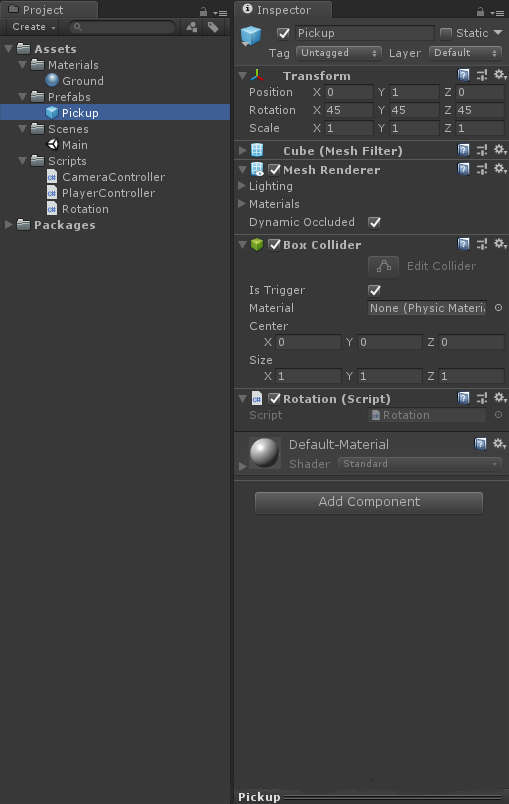 Project
Create
Assets
Materials
Ground
Prefabs
Pickup
Scenes
Main
Scripts
CameraController
PlayerController
Rotation
Packages
Inspector
Pickup Static
Tag Untagged Layer Default
Transform
Position X 0 Y 1 Z 0
Rotation X 45 Y 45 Z 45
Scale X 1 Y 1 Z 1
Cube (Mesh Filter)
Mesh Renderer
Lighting
Materials
Dynamic Occluded
Box Collider
Edit Collider
Is Trigger
Material None (Physic Materi
Center
X 0 Y 0 Z 0
Size
X 1 Y 1 Z 1
Rotation (Script)
Script Rotation
Default-Material
Shader Standard
Add Component
Pickup